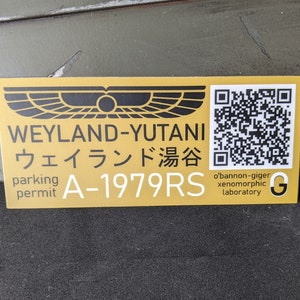 WEYLAND-YUTANI
ウェイランド湯谷
parking
permit
A-1979RS
o'bannon-giger
xenomorphic
laboratory
G